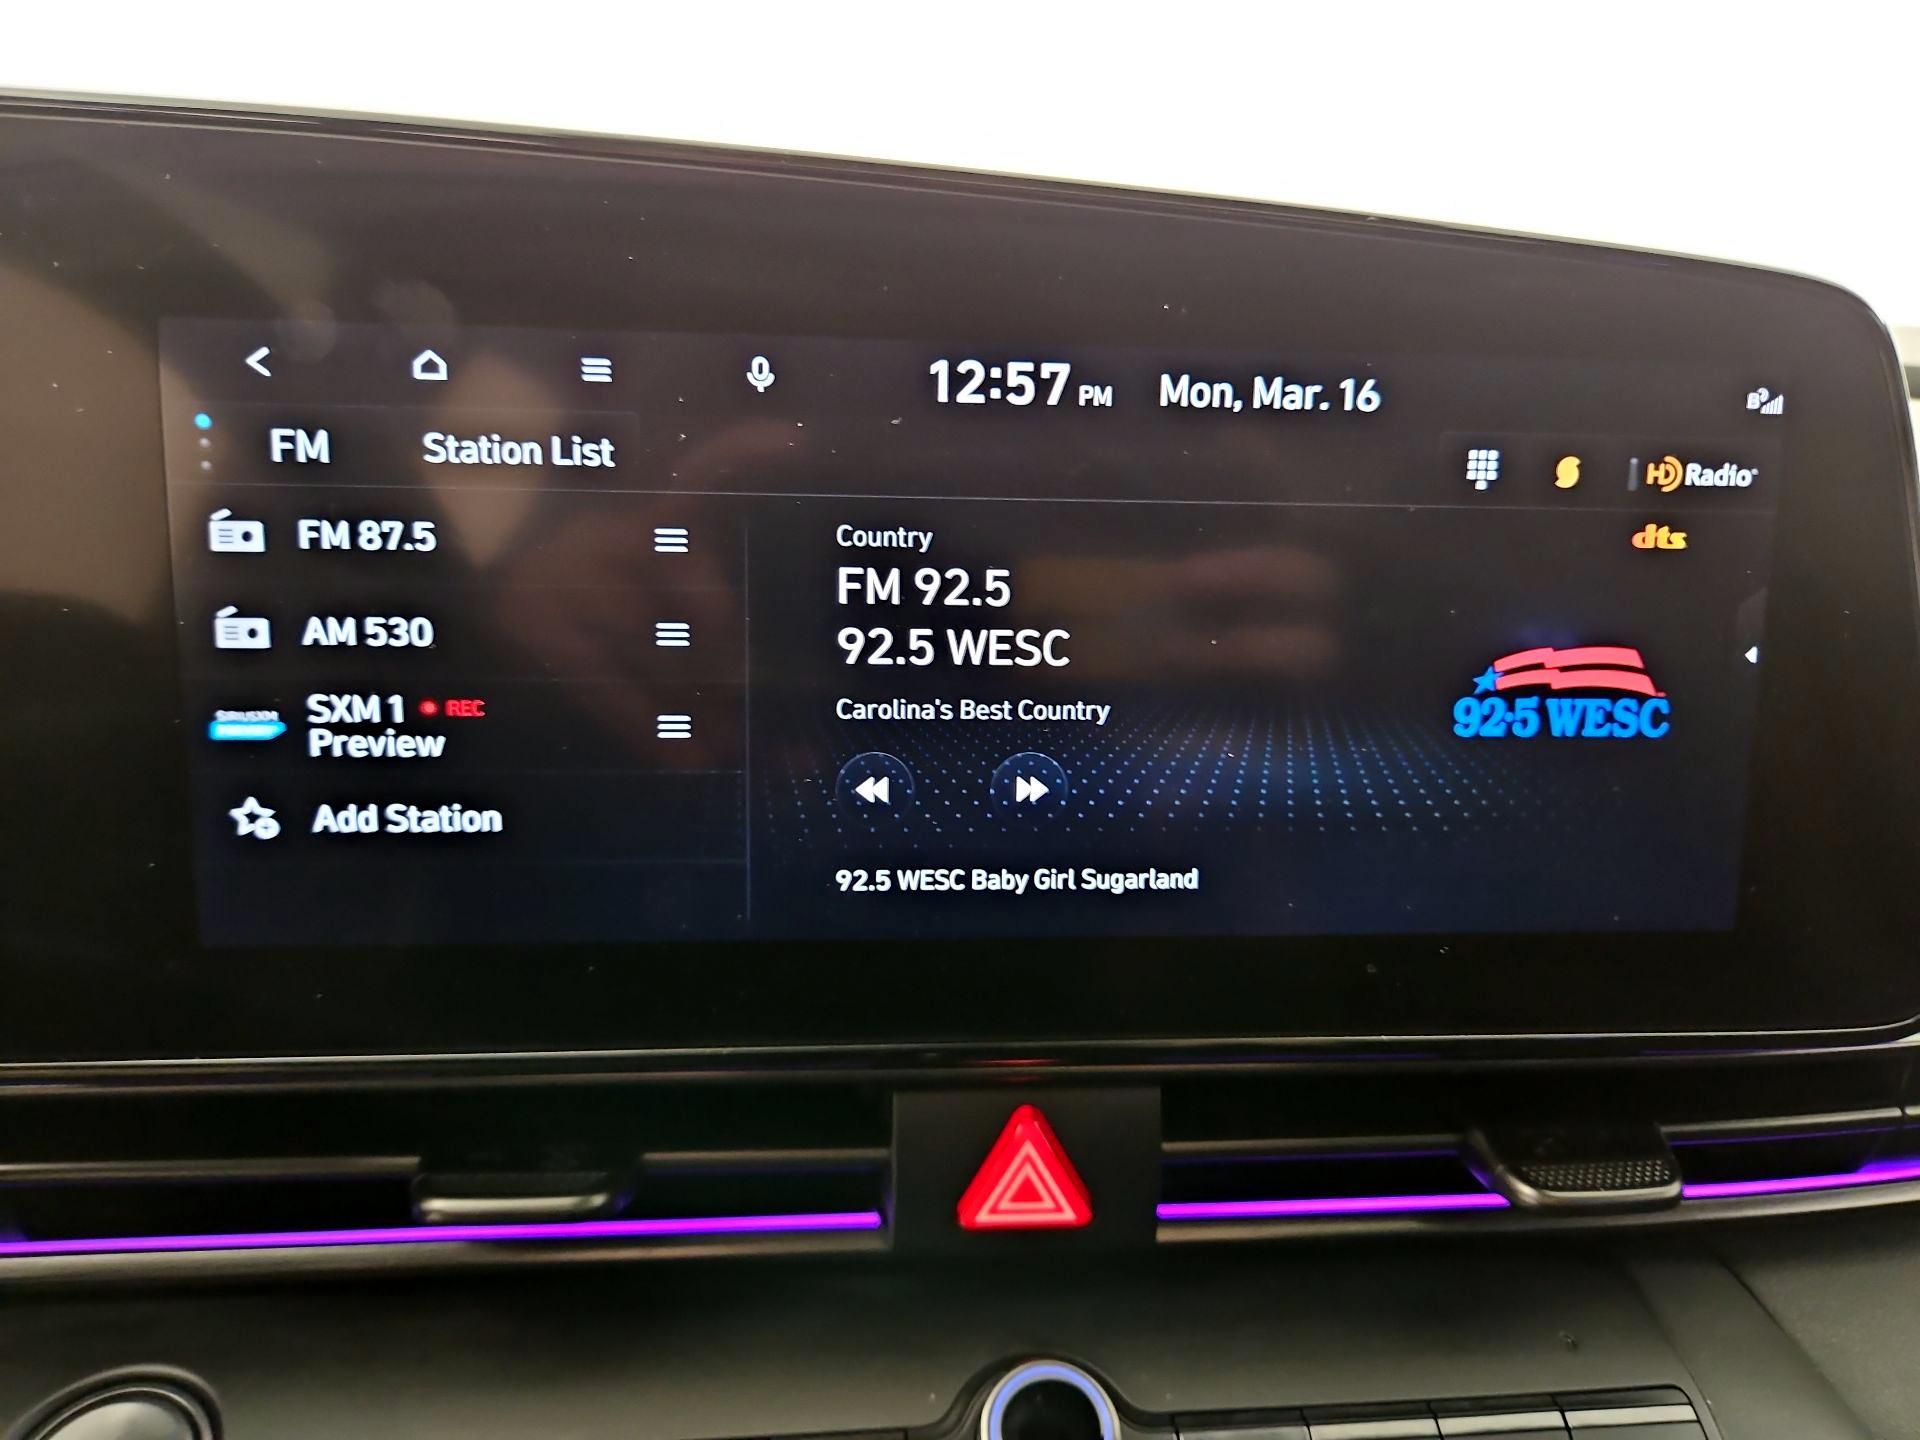 12:57 PM Mon, Mar. 16
FM Station List
HD Radio
dts
FM 87.5
AM 530
SXM 1 REC
Preview
Add Station
Country
FM 92.5
92.5 WESC
Carolina's Best Country
92.5 WESC Baby Girl Sugarland
92·5 WESC
SIRIUSXM